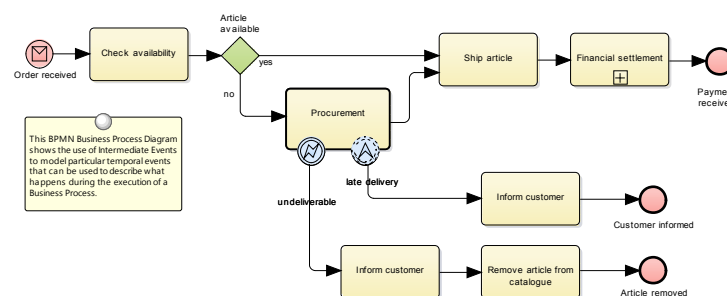 Article
available
Check availability
yes
Ship article
Financial settlement
Order received
no
Procurement
This BPMN Business Process Diagram
shows the use of Intermediate Events
to model particular temporal events
that can be used to describe what
happens during the execution of a
Business Process.
late delivery
undeliverable
Inform customer
Customer informed
Inform customer
Remove article from
catalogue
Article removed